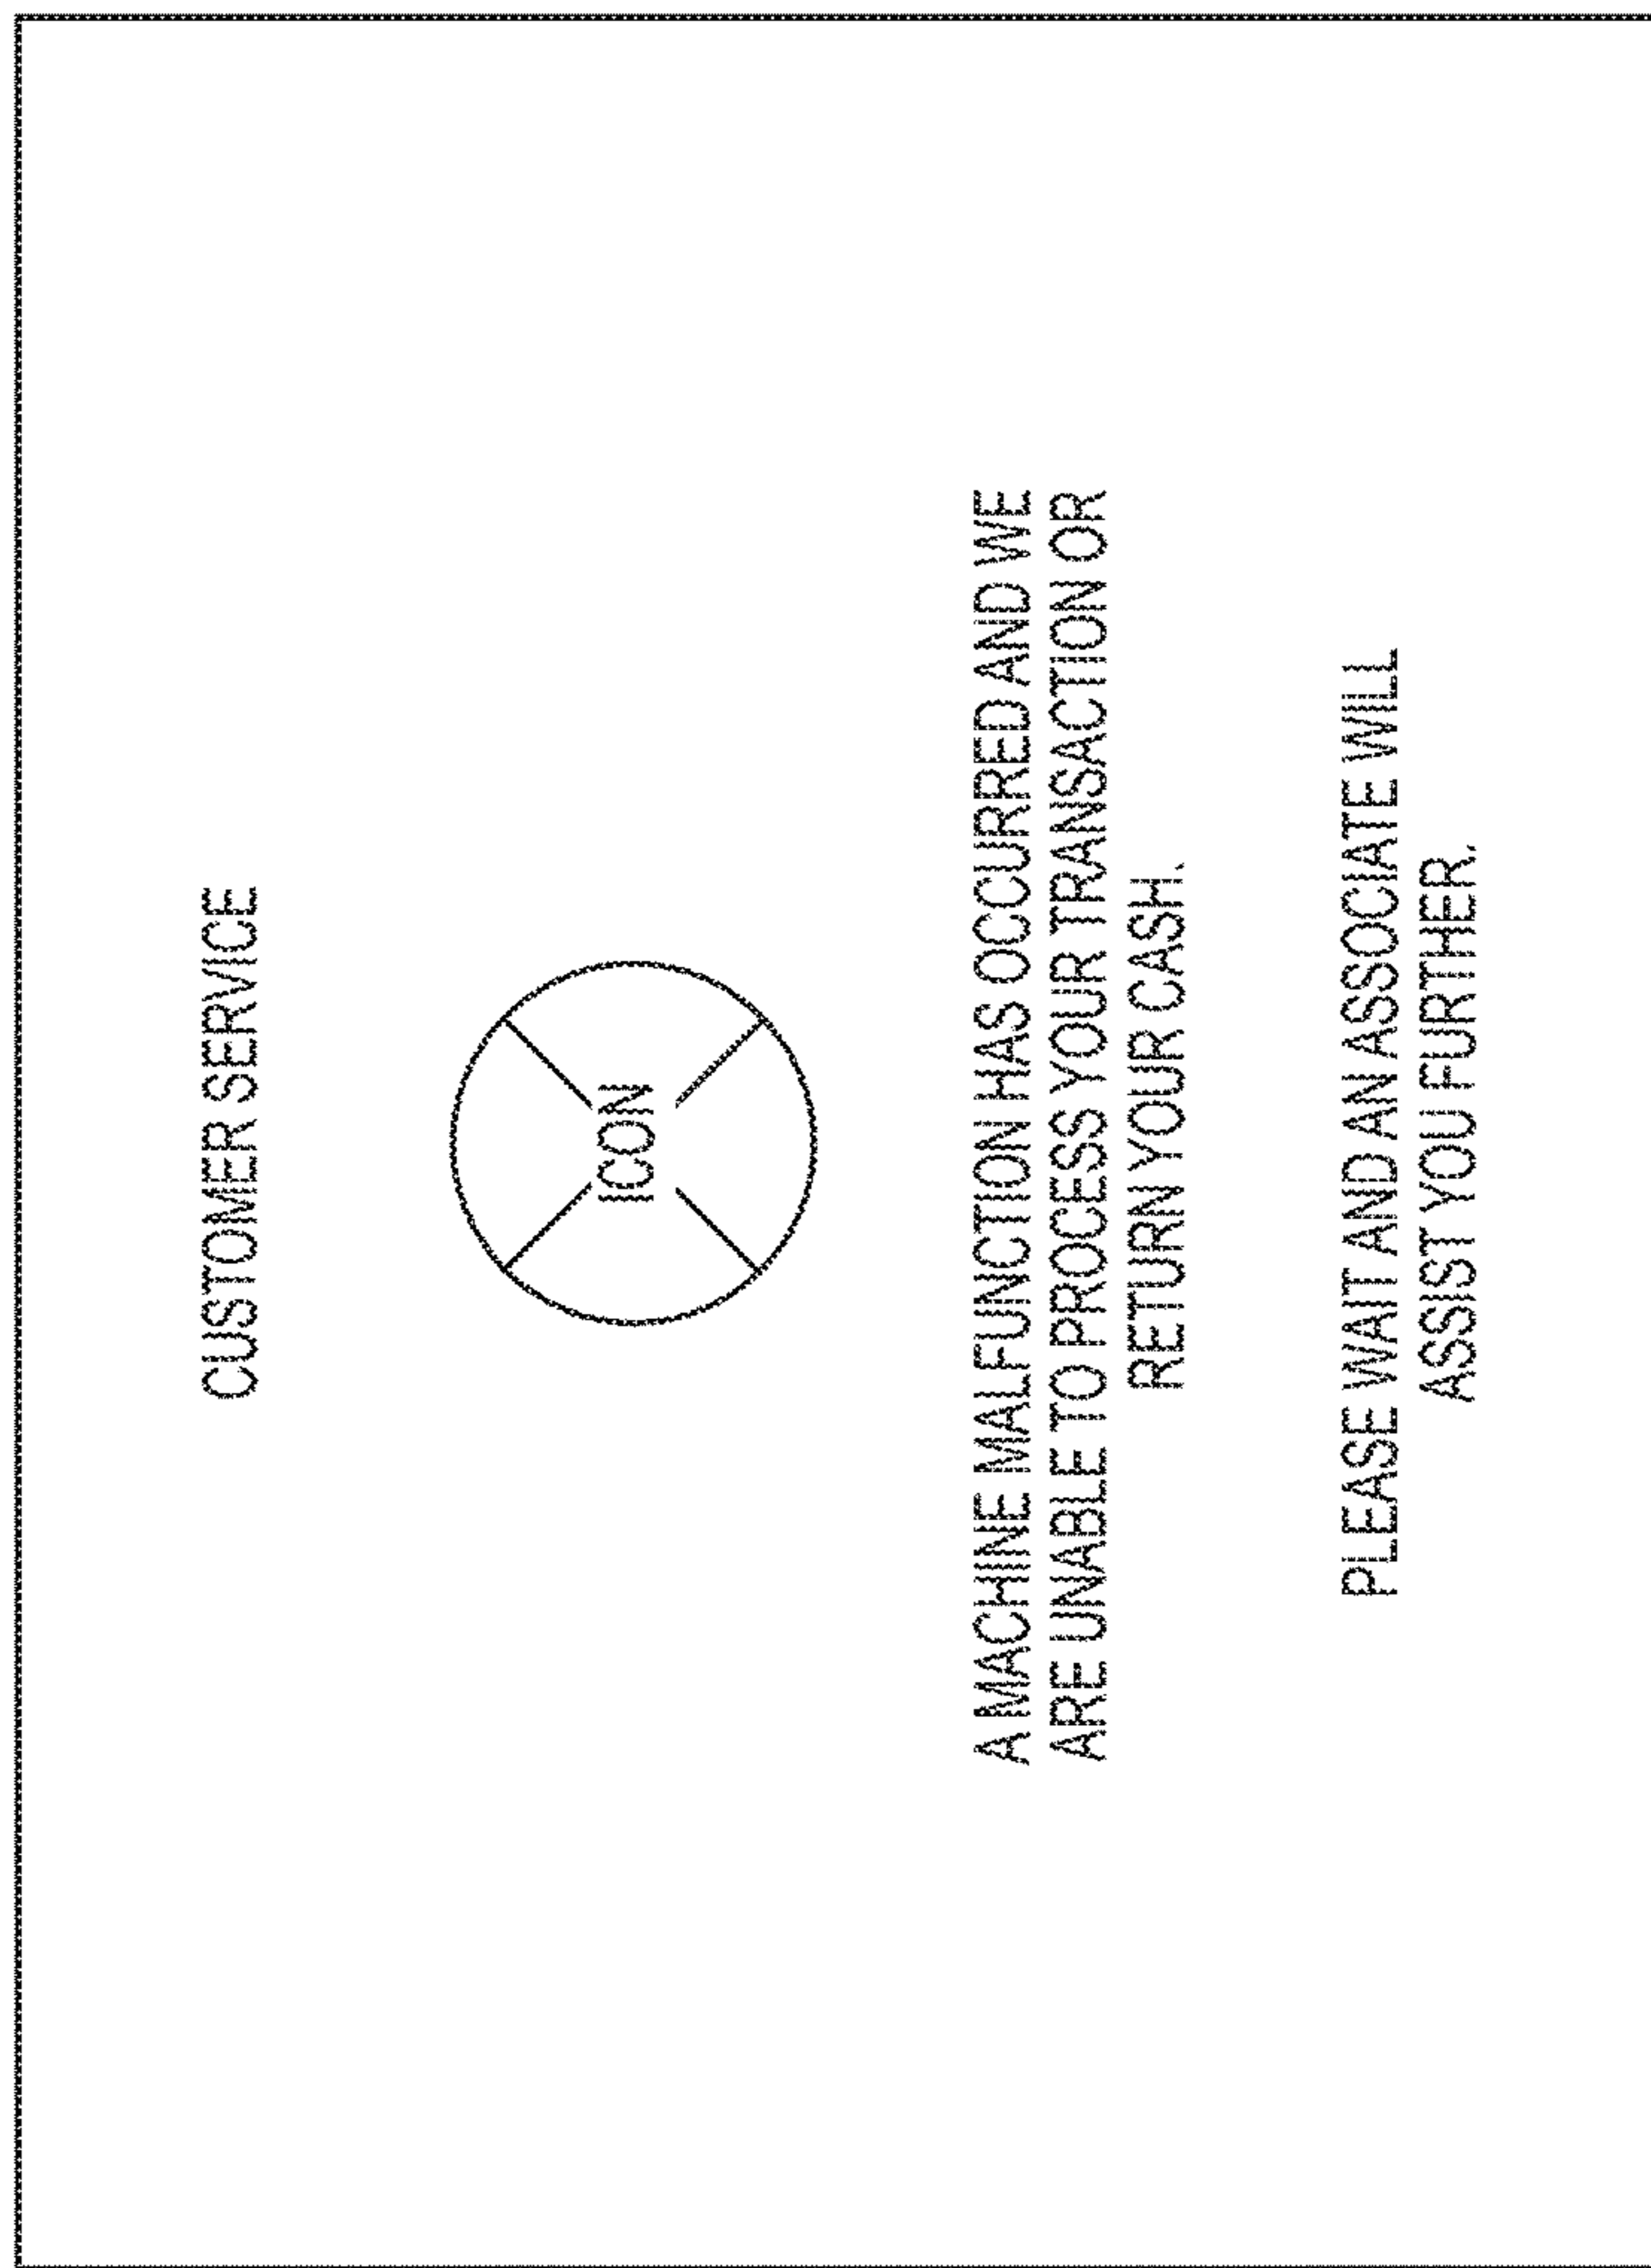 CUSTOMER SERVICE
ICON
A MACHINE MALFUNCTION HAS OCCURRED AND WE
ARE UNABLE TO PROCESS YOUR TRANSACTION OR
RETURN YOUR CASH.
PLEASE WAIT AND AN ASSOCIATE WILL
ASSIST YOU FURTHER.